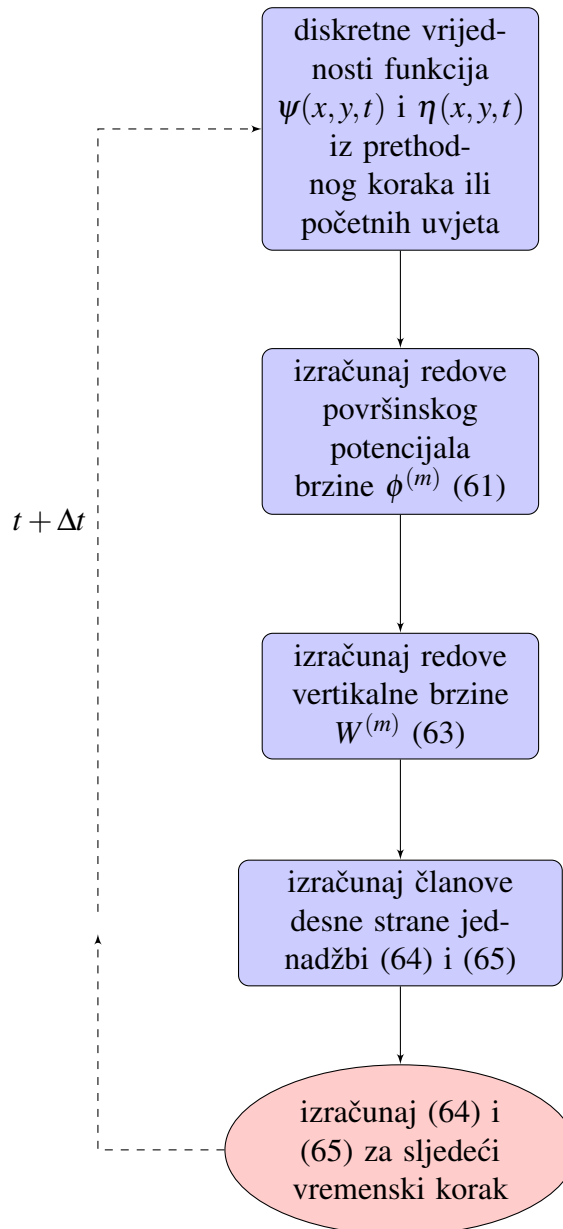 diskretne vrijed-
nosti funkcija
ψ(x,y,t) i η(x,y,t)
iz prethod-
nog koraka ili
početnih uvjeta
izračunaj redove
površinskog
potencijala
brzine ϕ^(m) (61)
t + Δt
izračunaj redove
vertikalne brzine
W^(m) (63)
izračunaj članove
desne strane jed-
nadžbi (64) i (65)
izračunaj (64) i
(65) za sljedeći
vremenski korak